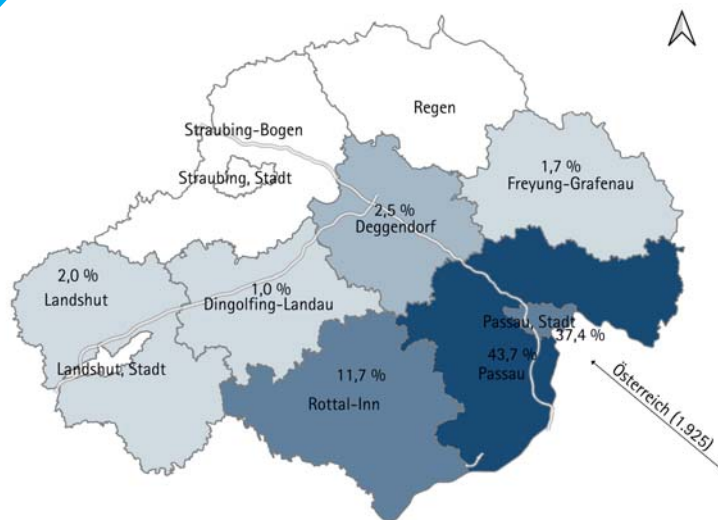 Regen
Straubing-Bogen
Straubing, Stadt
1,7 %
Freyung-Grafenau
2,5 %
Deggendorf
2,0 %
Landshut
1,0 %
Dingolfing-Landau
Passau, Stadt
37,4 %
43,7 %
Passau
Landshut, Stadt
11,7 %
Rottal-Inn
Österreich (1.925)